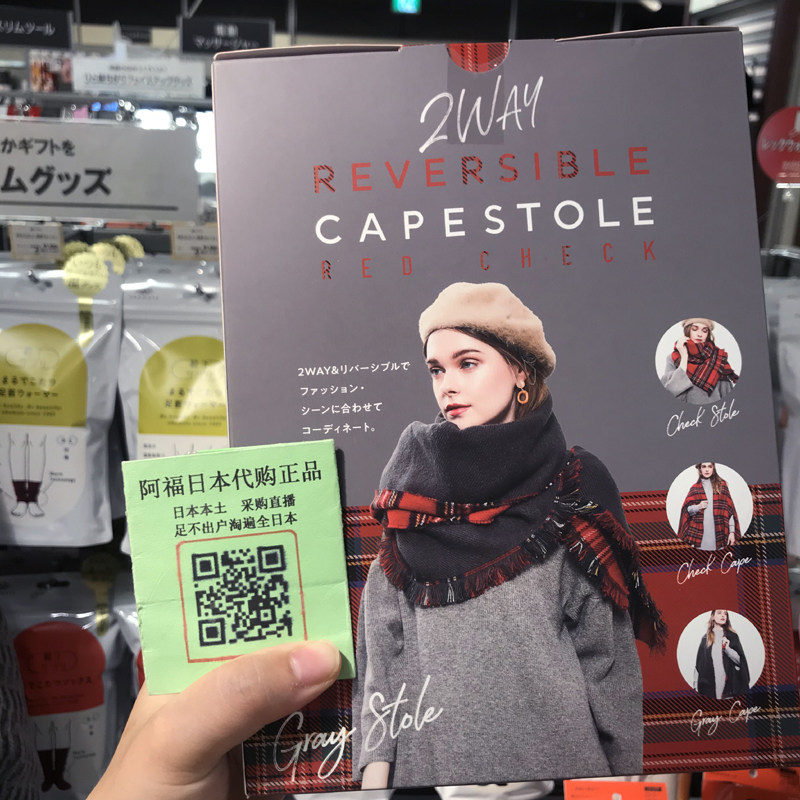 スリムツール
かギフトを
ムグッズ
2WAY
REVERSIBLE
CAPESTOLE
RED CHECK
2WAY&リバーシブルで
ファッション・
シーンに合わせて
コーディネート。
Check Stole
Check Cape
Gray Cape
Gray Stole
阿福日本代购正品
日本本土 采购直播
足不出户淘遍全日本